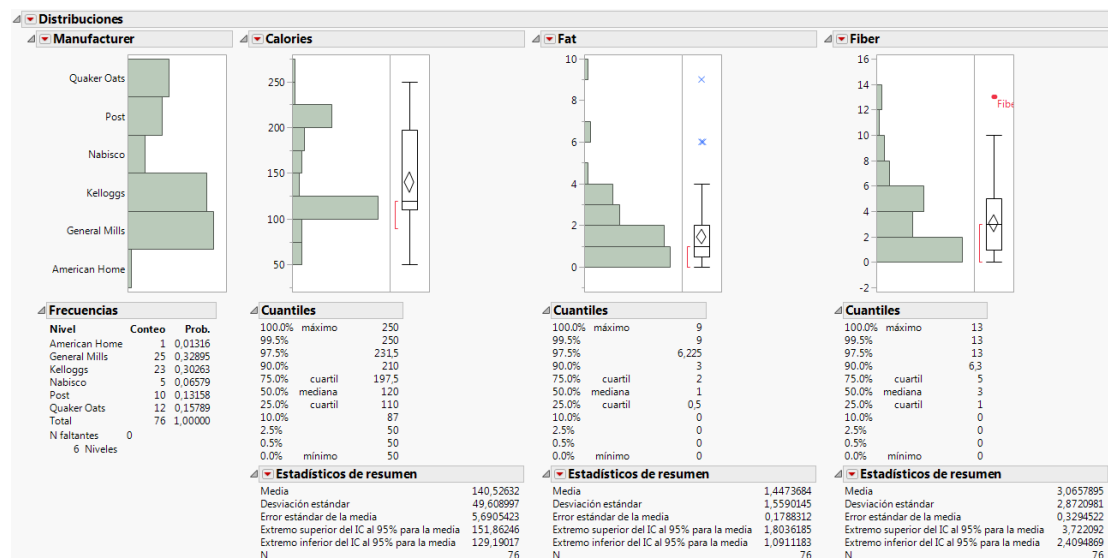 Distribuciones
Manufacturer
Quaker Oats
Post
Nabisco
Kelloggs
General Mills
American Home
Frecuencias
Nivel Conteo Prob.
American Home 1 0,01316
General Mills 25 0,32895
Kelloggs 23 0,30263
Nabisco 5 0,06579
Post 10 0,13158
Quaker Oats 12 0,15789
Total 76 1,00000
N faltantes 0
6 Niveles
Calories
250
200
150
100
50
Cuantiles
100.0% máximo 250
99.5% 250
97.5% 231,5
90.0% 210
75.0% cuartil 197,5
50.0% mediana 120
25.0% cuartil 110
10.0% 87
2.5% 50
0.5% 50
0.0% mínimo 50
Estadísticos de resumen
Media 140,52632
Desviación estándar 49,608997
Error estándar de la media 5,6905423
Extremo superior del IC al 95% para la media 151,86246
Extremo inferior del IC al 95% para la media 129,19017
N 76
Fat
10
8
6
4
2
0
Cuantiles
100.0% máximo 9
99.5% 9
97.5% 6,225
90.0% 3
75.0% cuartil 2
50.0% mediana 1
25.0% cuartil 0,5
10.0% 0
2.5% 0
0.5% 0
0.0% mínimo 0
Estadísticos de resumen
Media 1,4473684
Desviación estándar 1,5590145
Error estándar de la media 0,1788312
Extremo superior del IC al 95% para la media 1,8036185
Extremo inferior del IC al 95% para la media 1,0911183
N 76
Fiber
16
14
12
10
8
6
4
2
0
-2
Fibe
Cuantiles
100.0% máximo 13
99.5% 13
97.5% 13
90.0% 6,3
75.0% cuartil 5
50.0% mediana 3
25.0% cuartil 1
10.0% 0
2.5% 0
0.5% 0
0.0% mínimo 0
Estadísticos de resumen
Media 3,0657895
Desviación estándar 2,8720981
Error estándar de la media 0,3294522
Extremo superior del IC al 95% para la media 3,722092
Extremo inferior del IC al 95% para la media 2,4094869
N 76